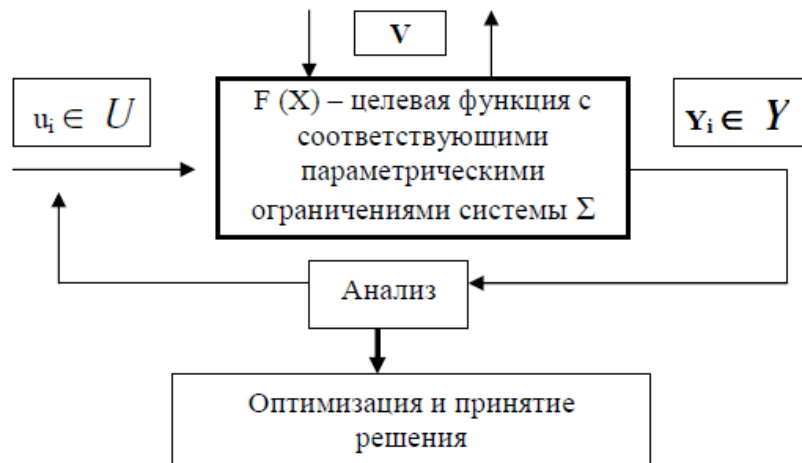 V
uᵢ ∈ U
F (X) – целевая функция с
соответствующими
параметрическими
ограничениями системы Σ
Yᵢ ∈ Y
Анализ
Оптимизация и принятие
решения